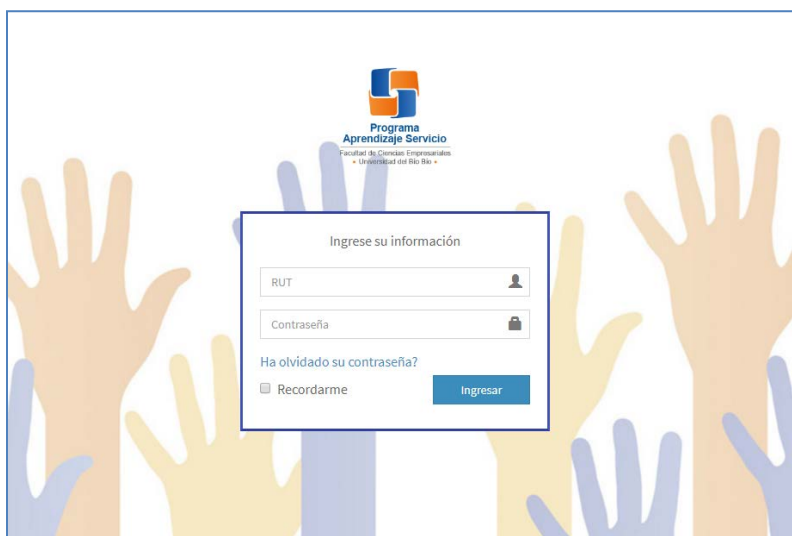 Programa
Aprendizaje Servicio
Facultad de Ciencias Empresariales
• Universidad del Bío Bío •
Ingrese su información
RUT
Contraseña
Ha olvidado su contraseña?
Recordarme
Ingresar